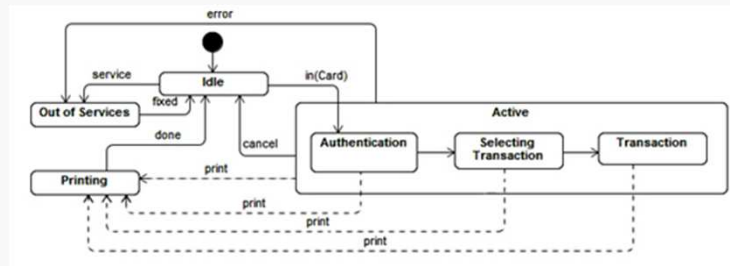 error
service
Idle
in(Card)
Out of Services
fixed
Active
done
cancel
Authentication
Selecting
Transaction
Transaction
Printing
print
print
print
print